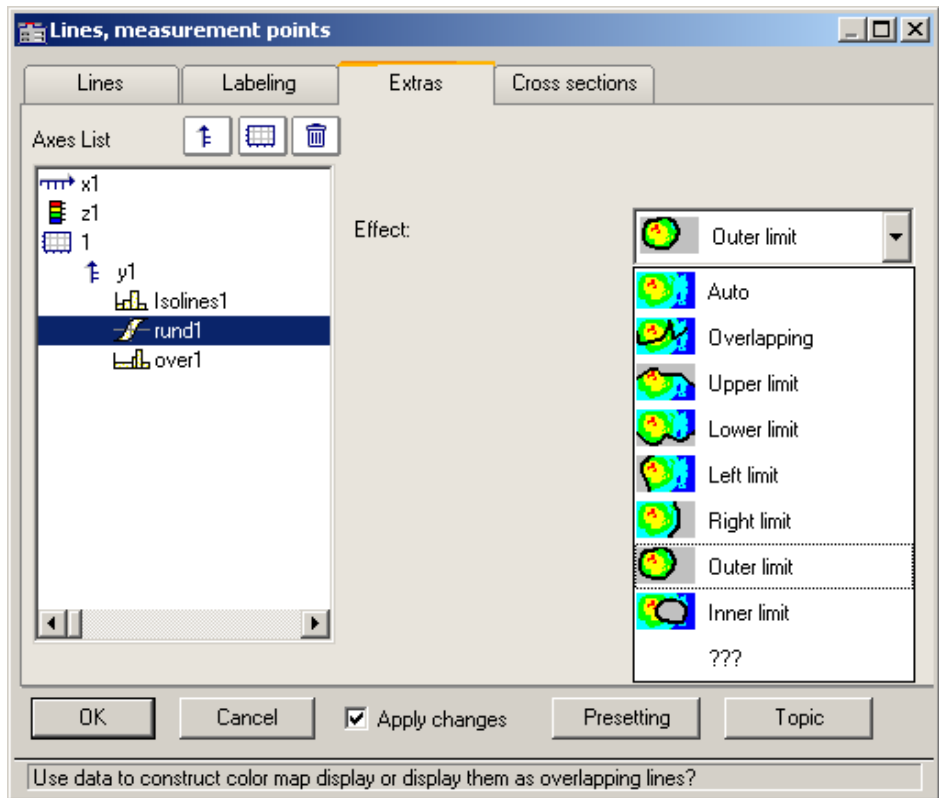 Lines, measurement points
Lines
Labeling
Extras
Cross sections
Axes List
x1
z1
1
y1
Isolines1
rund1
over1
Effect:
Outer limit
Auto
Overlapping
Upper limit
Lower limit
Left limit
Right limit
Outer limit
Inner limit
???
OK
Cancel
Apply changes
Presetting
Topic
Use data to construct color map display or display them as overlapping lines?